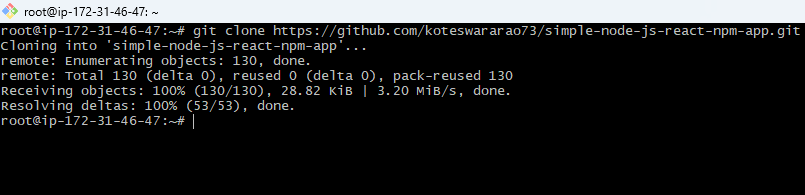 root@ip-172-31-46-47: ~
root@ip-172-31-46-47:~# git clone https://github.com/koteswararao73/simple-node-js-react-npm-app.git
Cloning into 'simple-node-js-react-npm-app'...
remote: Enumerating objects: 130, done.
remote: Total 130 (delta 0), reused 0 (delta 0), pack-reused 130
Receiving objects: 100% (130/130), 28.82 KiB | 3.20 MiB/s, done.
Resolving deltas: 100% (53/53), done.
root@ip-172-31-46-47:~#